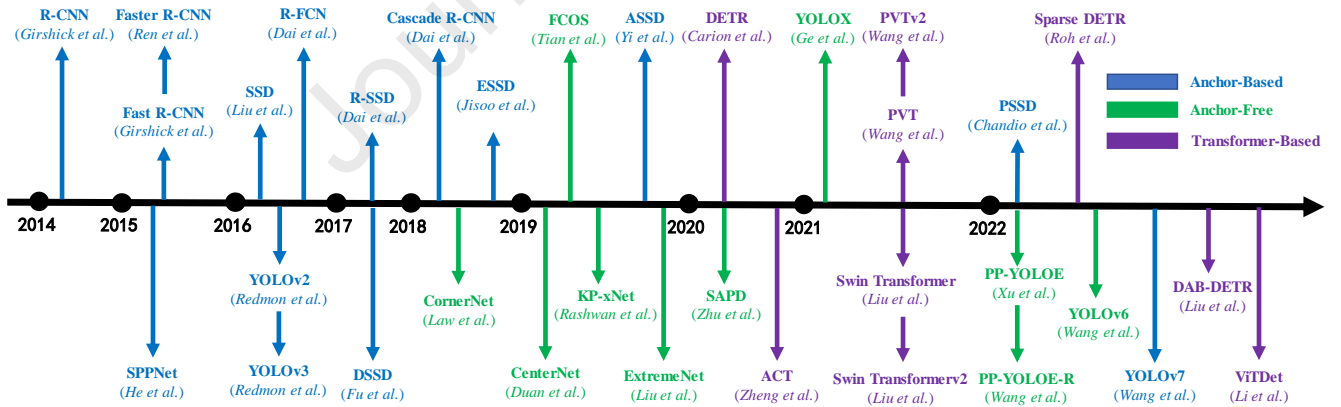 R-CNN
(Girshick et al.)
Faster R-CNN
(Ren et al.)
R-FCN
(Dai et al.)
Cascade R-CNN
(Dai et al.)
FCOS
(Tian et al.)
ASSD
(Yi et al.)
DETR
(Carion et al.)
YOLOX
(Ge et al.)
PVTv2
(Wang et al.)
Sparse DETR
(Roh et al.)
Fast R-CNN
(Girshick et al.)
SSD
(Liu et al.)
R-SSD
(Dai et al.)
ESSD
(Jisoo et al.)
PVT
(Wang et al.)
PSSD
(Chandio et al.)
Anchor-Based
Anchor-Free
Transformer-Based
Journ
2014
2015
2016
2017
2018
2019
2020
2021
2022
YOLOv2
(Redmon et al.)
CornerNet
(Law et al.)
KP-xNet
(Rashwan et al.)
SAPD
(Zhu et al.)
Swin Transformer
(Liu et al.)
PP-YOLOE
(Xu et al.)
YOLOv6
(Wang et al.)
DAB-DETR
(Liu et al.)
SPPNet
(He et al.)
YOLOv3
(Redmon et al.)
DSSD
(Fu et al.)
CenterNet
(Duan et al.)
ExtremeNet
(Liu et al.)
ACT
(Zheng et al.)
Swin Transformerv2
(Liu et al.)
PP-YOLOE-R
(Wang et al.)
YOLOv7
(Wang et al.)
ViTDet
(Li et al.)